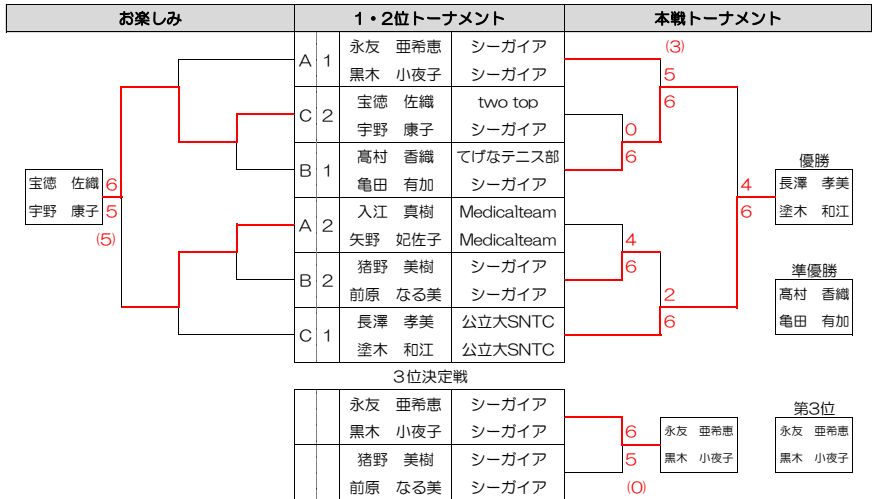 お楽しみ 1・2位トーナメント 本戦トーナメント
A 1 永友 亜希恵 シーガイア (3)
黒木 小夜子 シーガイア 5
C 2 宝徳 佐織 two top 6
宇野 康子 シーガイア 0
B 1 髙村 香織 てげなテニス部 6 優勝
宝徳 佐織 6 亀田 有加 シーガイア 4 長澤 孝美
宇野 康子 5 A 2 入江 真樹 Medicalteam 6 塗木 和江
(5) 矢野 妃佐子 Medicalteam 4
B 2 猪野 美樹 シーガイア 6 準優勝
前原 なる美 シーガイア 2 髙村 香織
C 1 長澤 孝美 公立大SNTC 6 亀田 有加
塗木 和江 公立大SNTC
3位決定戦
永友 亜希恵 シーガイア 第3位
黒木 小夜子 シーガイア 6 永友 亜希恵 永友 亜希恵
猪野 美樹 シーガイア 5 黒木 小夜子 黒木 小夜子
前原 なる美 シーガイア (0)